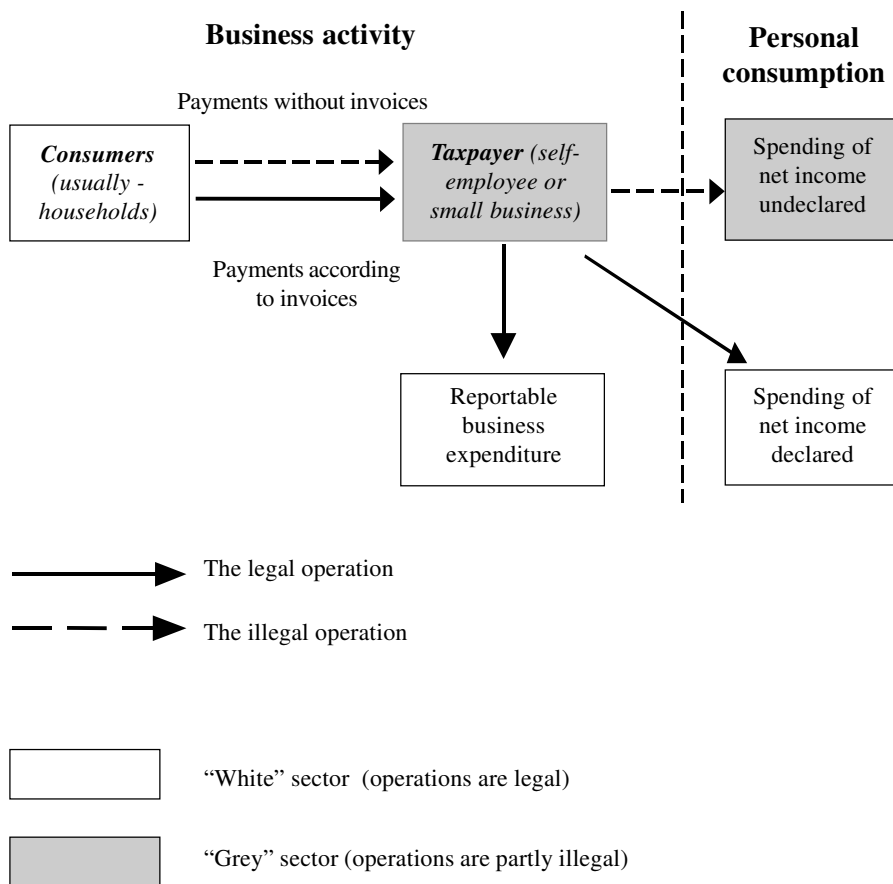 Business activity
Personal
consumption
Payments without invoices
Consumers
(usually -
households)
Taxpayer (self-
employee or
small business)
Spending of
net income
undeclared
Payments according
to invoices
Reportable
business
expenditure
Spending of
net income
declared
The legal operation
The illegal operation
“White” sector (operations are legal)
“Grey” sector (operations are partly illegal)